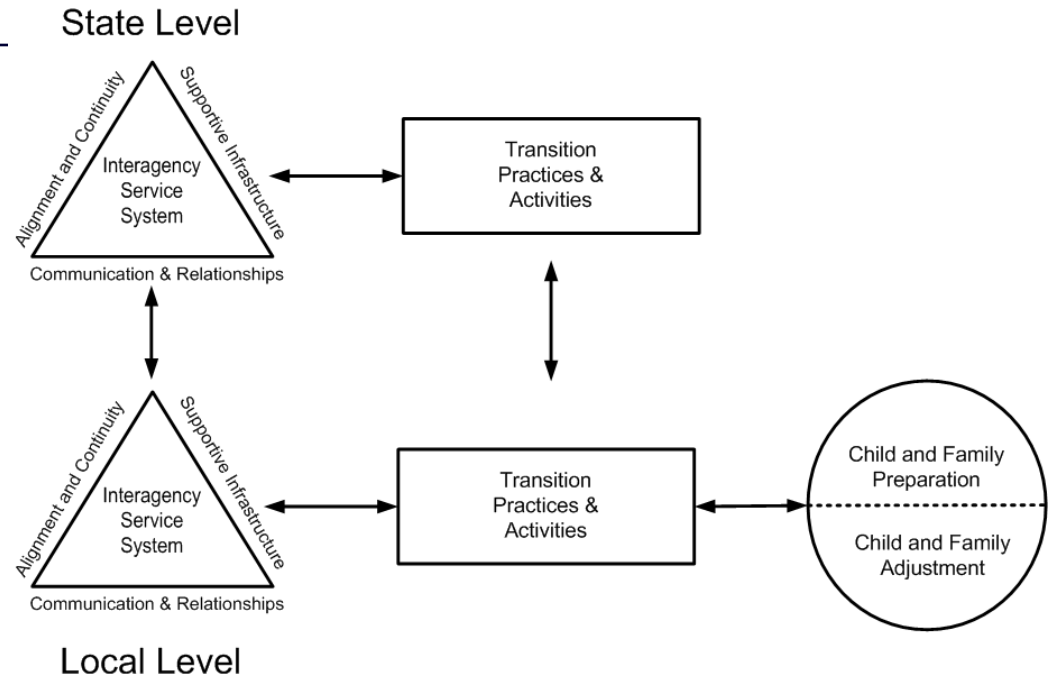 State Level
Alignment and Continuity
Supportive Infrastructure
Interagency
Service
System
Communication & Relationships
Transition
Practices &
Activities
Alignment and Continuity
Supportive Infrastructure
Interagency
Service
System
Communication & Relationships
Transition
Practices &
Activities
Child and Family
Preparation
Child and Family
Adjustment
Local Level